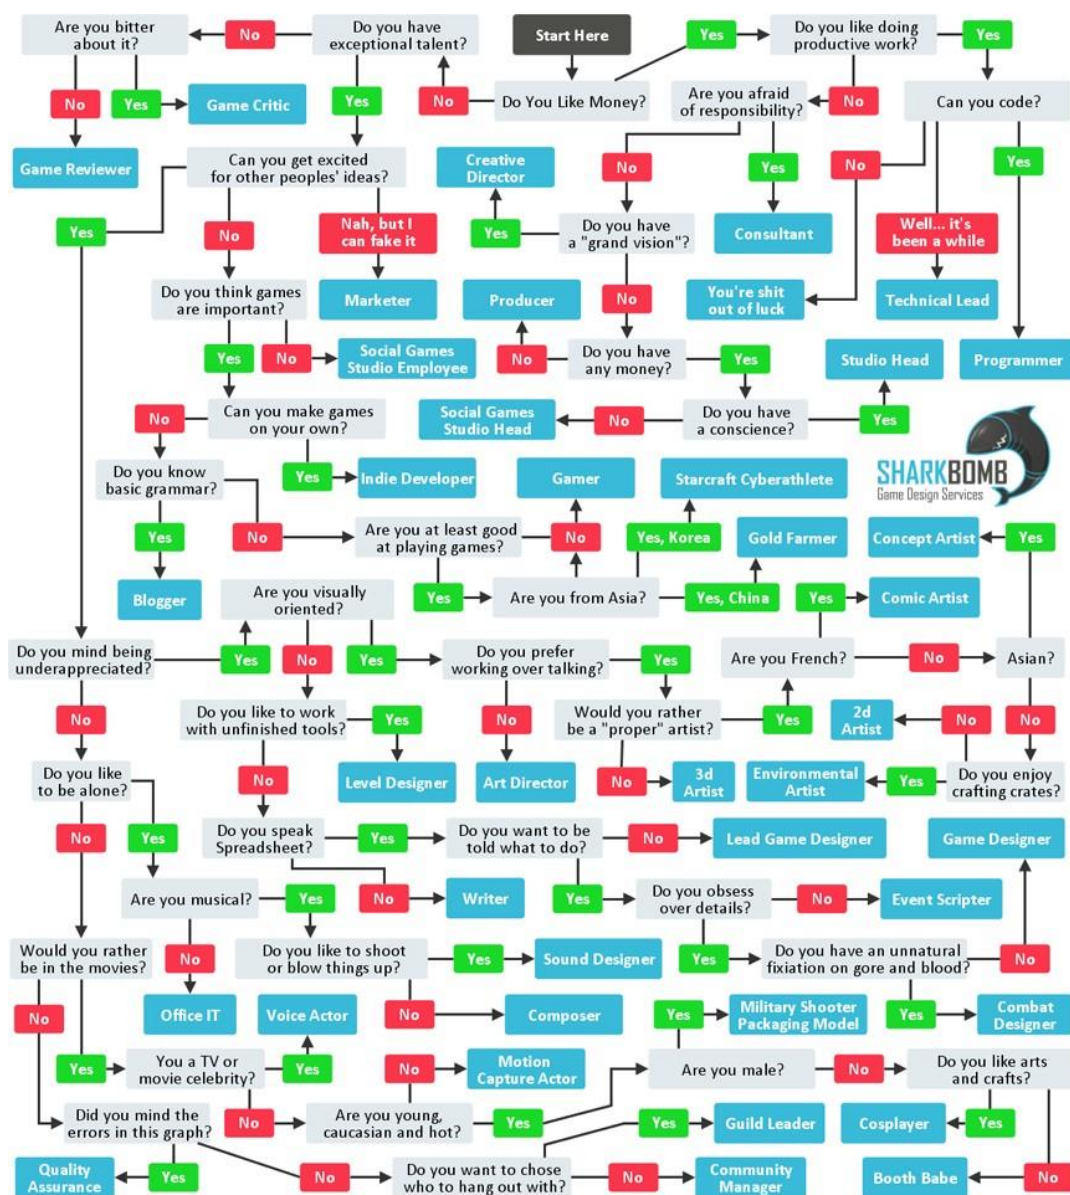 Are you bitter
about it?
No
Do you have
exceptional talent?
Start Here
Yes
Do you like doing
productive work?
Yes
No
Yes
Game Critic
Yes
No
Do You Like Money?
Are you afraid
of responsibility?
No
Can you code?
Game Reviewer
Can you get excited
for other peoples' ideas?
Creative
Director
No
Yes
No
Yes
Yes
No
Nah, but I
can fake it
Yes
Do you have
a "grand vision"?
Consultant
Well... it's
been a while
Do you think games
are important?
Marketer
Producer
No
You're shit
out of luck
Technical Lead
Yes
No
Social Games
Studio Employee
No
Do you have
any money?
Yes
Studio Head
Programmer
No
Can you make games
on your own?
Social Games
Studio Head
No
Do you have
a conscience?
Yes
Do you know
basic grammar?
Yes
Indie Developer
Gamer
Starcraft Cyberathlete
SHARKBOMB
Game Design Services
Yes
No
Are you at least good
at playing games?
No
Yes, Korea
Gold Farmer
Concept Artist
Yes
Blogger
Are you visually
oriented?
Yes
Are you from Asia?
Yes, China
Yes
Comic Artist
Do you mind being
underappreciated?
Yes
No
Yes
Do you prefer
working over talking?
Yes
Are you French?
No
Asian?
No
Do you like to work
with unfinished tools?
Yes
No
Would you rather
be a "proper" artist?
Yes
2d
Artist
No
No
Do you like
to be alone?
No
Level Designer
Art Director
No
3d
Artist
Environmental
Artist
Yes
Do you enjoy
crafting crates?
No
Yes
Do you speak
Spreadsheet?
Yes
Do you want to be
told what to do?
No
Lead Game Designer
Game Designer
Are you musical?
Yes
No
Writer
Yes
Do you obsess
over details?
No
Event Scripter
Would you rather
be in the movies?
No
Do you like to shoot
or blow things up?
Yes
Sound Designer
Yes
Do you have an unnatural
fixiation on gore and blood?
No
No
Office IT
Voice Actor
No
Composer
Yes
Military Shooter
Packaging Model
Yes
Combat
Designer
Yes
You a TV or
movie celebrity?
Yes
No
Motion
Capture Actor
Are you male?
No
Do you like arts
and crafts?
Did you mind the
errors in this graph?
No
Are you young,
caucasian and hot?
Yes
Yes
Guild Leader
Cosplayer
Yes
Quality
Assurance
Yes
No
Do you want to chose
who to hang out with?
No
Community
Manager
Booth Babe
No